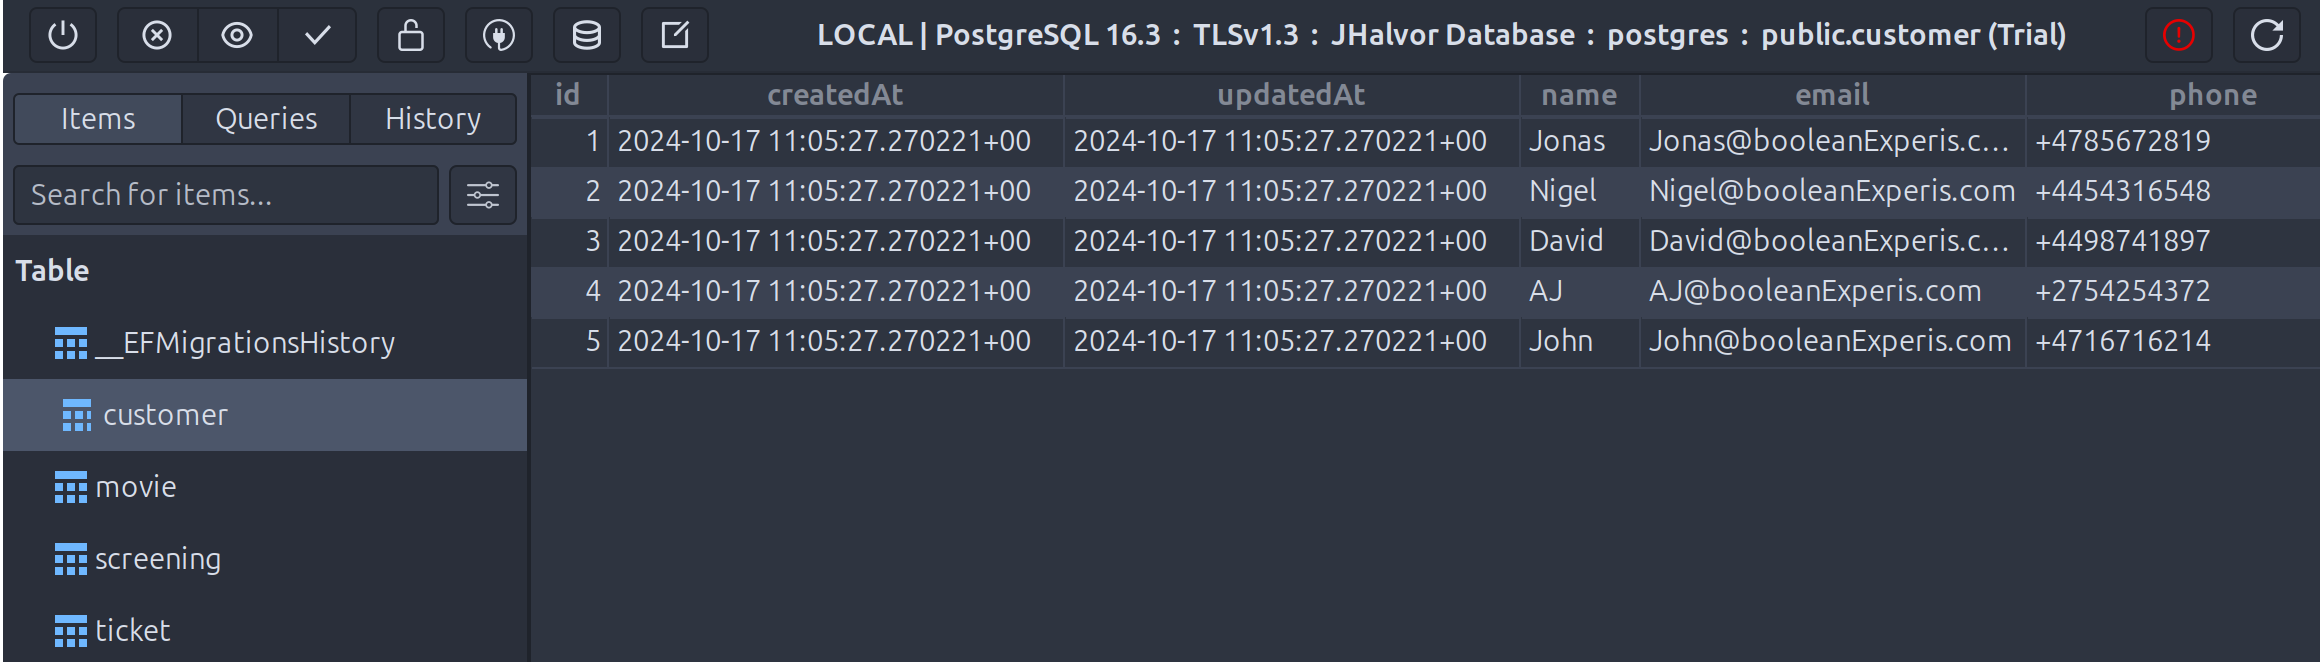 LOCAL | PostgreSQL 16.3 : TLSv1.3 : JHalvor Database : postgres : public.customer (Trial)
Items Queries History
Search for items...
Table
__EFMigrationsHistory
customer
movie
screening
ticket
id createdAt updatedAt name email phone
1 2024-10-17 11:05:27.270221+00 2024-10-17 11:05:27.270221+00 Jonas Jonas@booleanExperis.c... +4785672819
2 2024-10-17 11:05:27.270221+00 2024-10-17 11:05:27.270221+00 Nigel Nigel@booleanExperis.com +4454316548
3 2024-10-17 11:05:27.270221+00 2024-10-17 11:05:27.270221+00 David David@booleanExperis.c... +4498741897
4 2024-10-17 11:05:27.270221+00 2024-10-17 11:05:27.270221+00 AJ AJ@booleanExperis.com +2754254372
5 2024-10-17 11:05:27.270221+00 2024-10-17 11:05:27.270221+00 John John@booleanExperis.com +4716716214